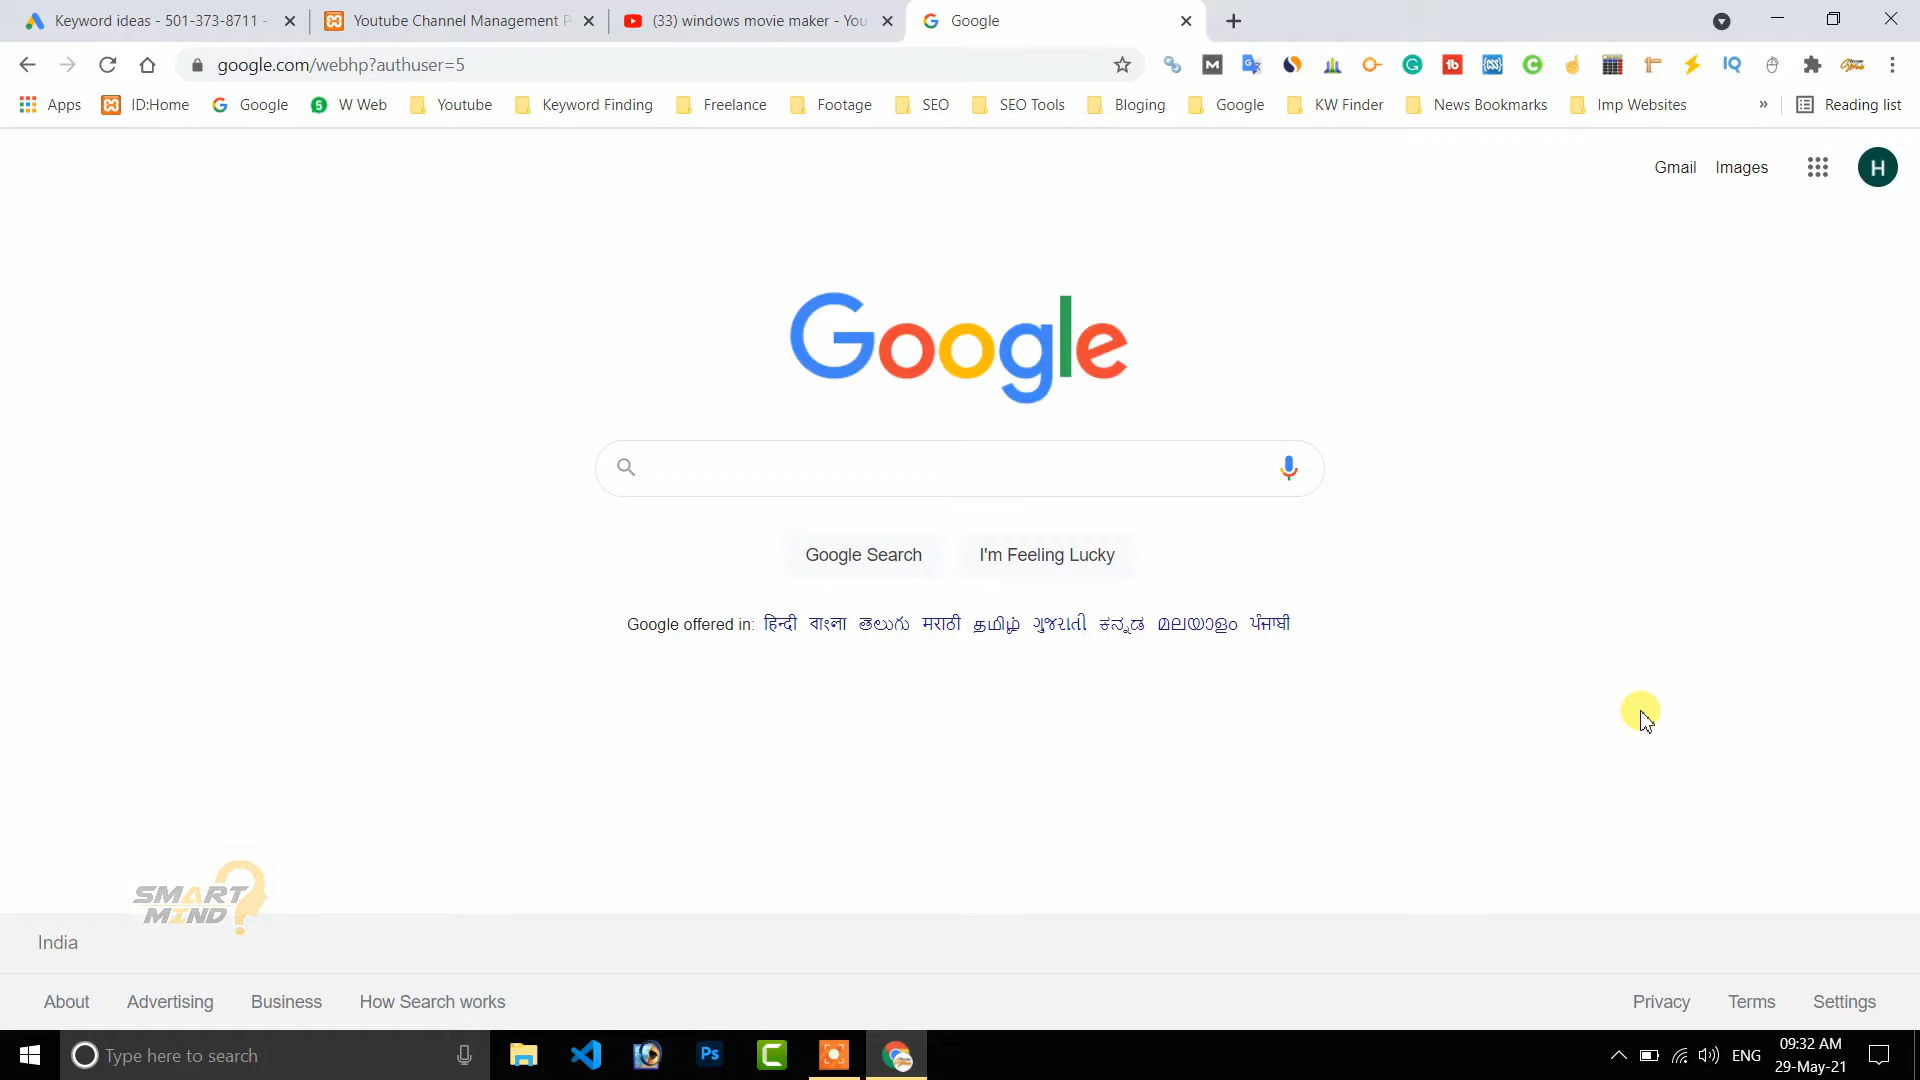 Keyword ideas - 501-373-8711 -
Youtube Channel Management P
(33) windows movie maker - You
Google
google.com/webhp?authuser=5
Apps
ID:Home
Google
W Web
Youtube
Keyword Finding
Freelance
Footage
SEO
SEO Tools
Bloging
Google
KW Finder
News Bookmarks
Imp Websites
»
Reading list
Gmail Images
H
Google
Google Search
I'm Feeling Lucky
Google offered in: हिन्दी বাংলা తెలుగు मराठी தமிழ் ગુજરાતી ಕನ್ನಡ മലയാളം ਪੰਜਾਬੀ
SMART
MIND
India
About Advertising Business How Search works
Privacy Terms Settings
Type here to search
Ps
ENG
09:32 AM
29-May-21